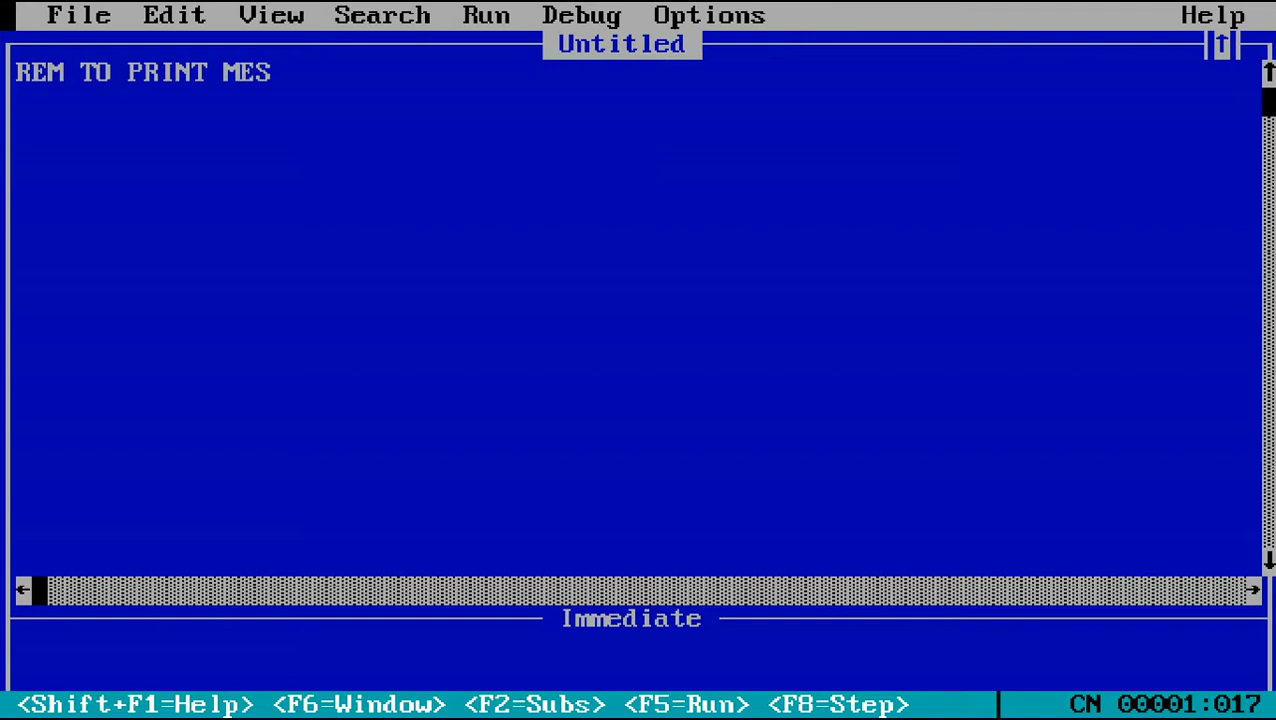 File Edit View Search Run Debug Options Help
Untitled
REM TO PRINT MES
Immediate
<Shift+F1=Help> <F6=Window> <F2=Subs> <F5=Run> <F8=Step> CN 00001:017